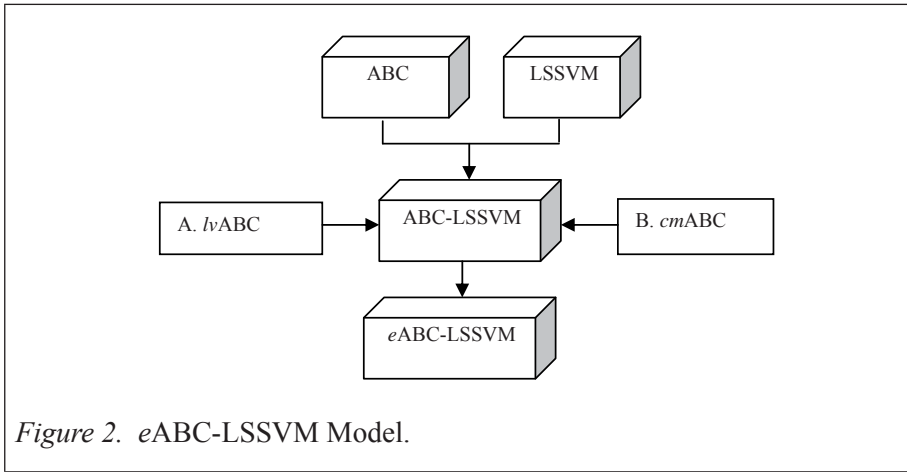 ABC
LSSVM
A. lvABC
ABC-LSSVM
B. cmABC
eABC-LSSVM
Figure 2. eABC-LSSVM Model.